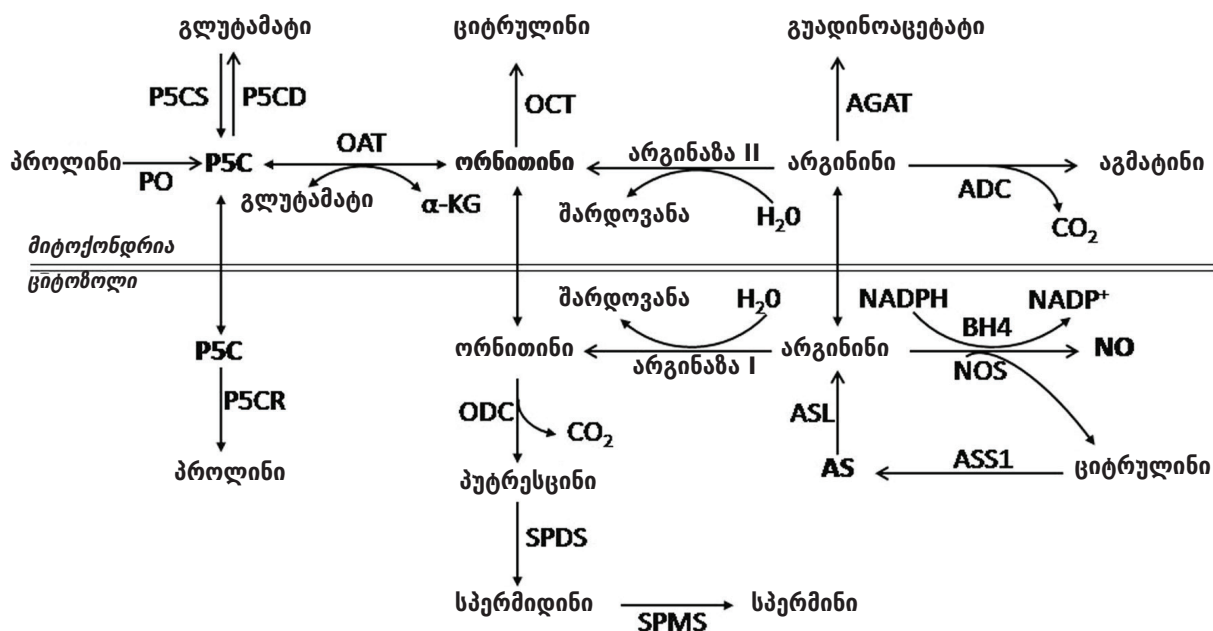 გლუტამატი ციტრულინი გუადინოაცეტატი
P5CS P5CD OCT AGAT
პროლინი PO P5C OAT ორნითინი არგინაზა II არგინინი ADC აგმატინი
გლუტამატი α-KG შარდოვანა H₂0 CO₂
მიტოქონდრია
ციტოზოლი
შარდოვანა H₂0 NADPH BH4 NADP⁺
P5C ორნითინი არგინაზა I არგინინი NOS NO
P5CR ODC CO₂ ASL
პროლინი პუტრესცინი AS ASS1 ციტრულინი
SPDS
სპერმიდინი SPMS სპერმინი